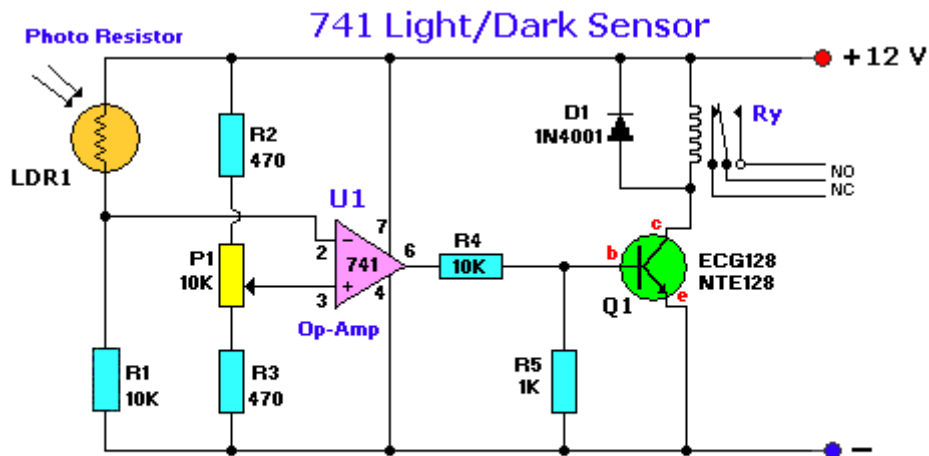 741 Light/Dark Sensor
Photo Resistor
+12 V
R2
470
D1
1N4001
Ry
LDR1
NO
NC
U1
7
2
−
741
6
+
3
4
Op-Amp
P1
10K
R4
10K
b
c
e
Q1
ECG128
NTE128
R1
10K
R3
470
R5
1K
−